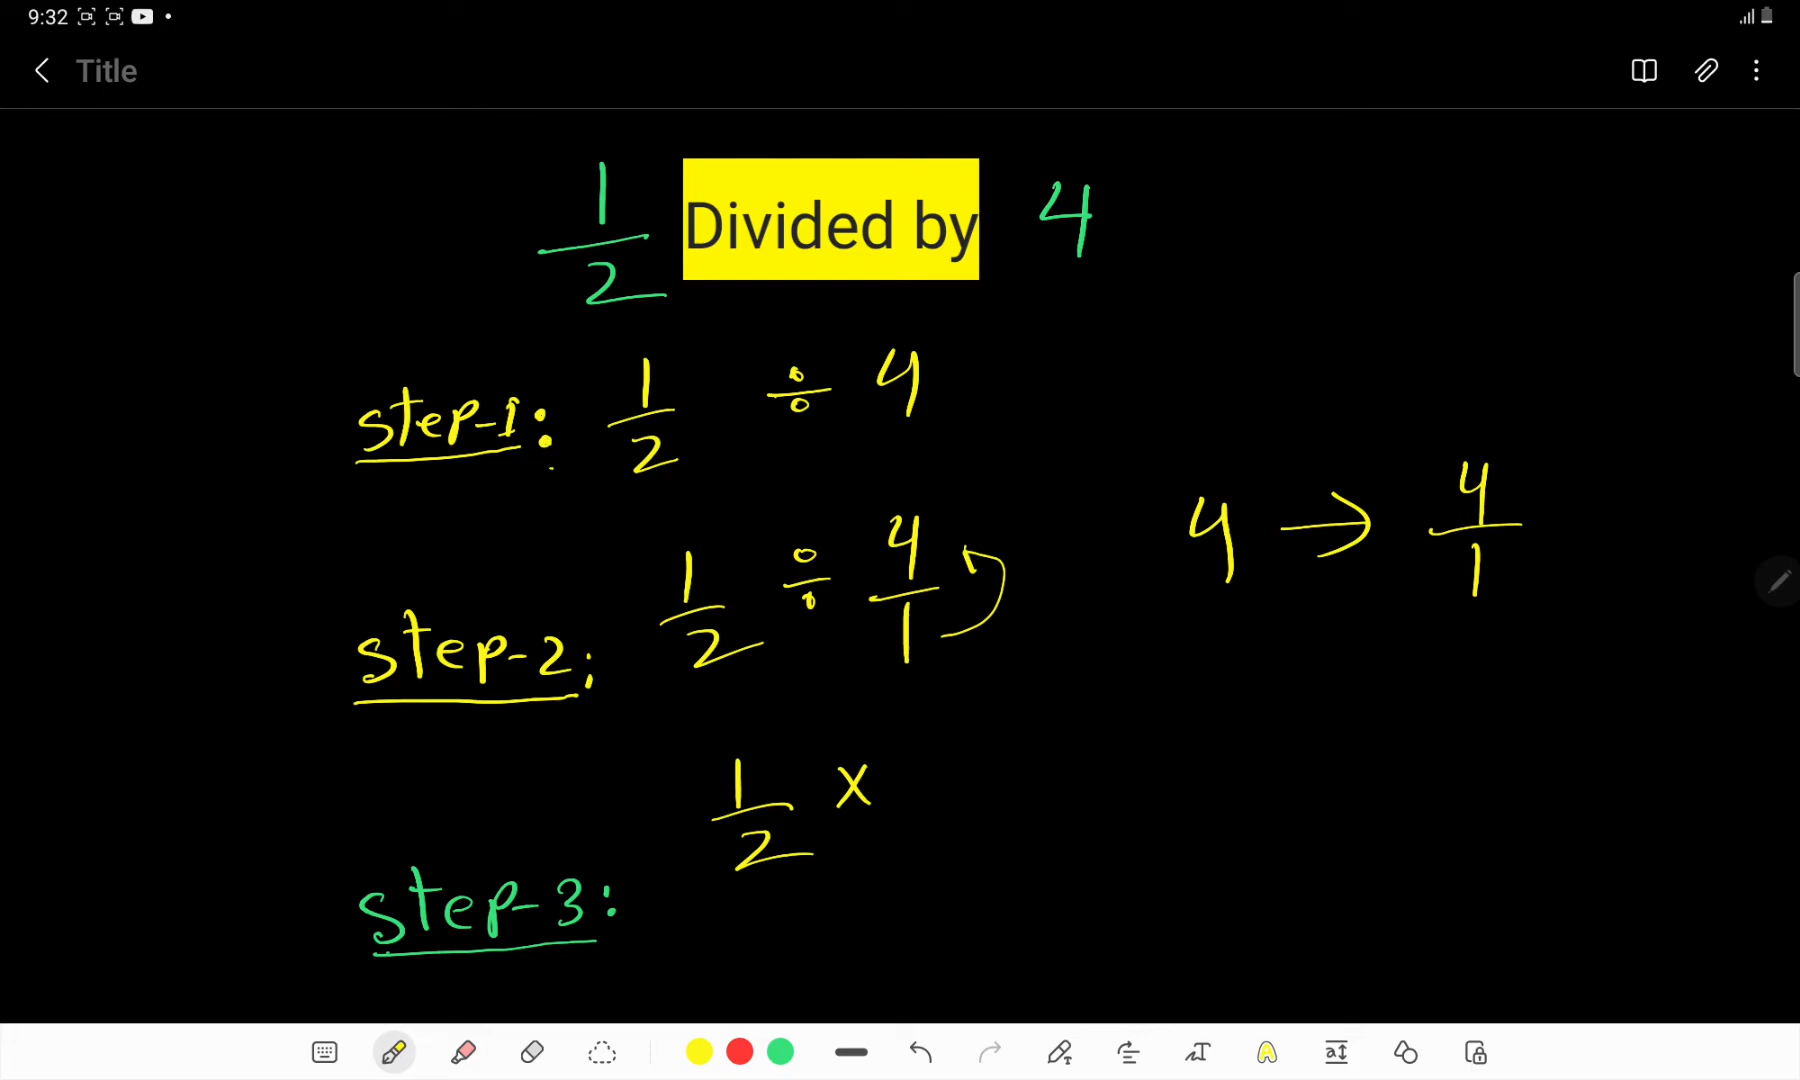 9:32
Title
1/2 Divided by 4
step-1: 1/2 ÷ 4
step-2: 1/2 ÷ 4/1
4 → 4/1
1/2 ×
step-3: